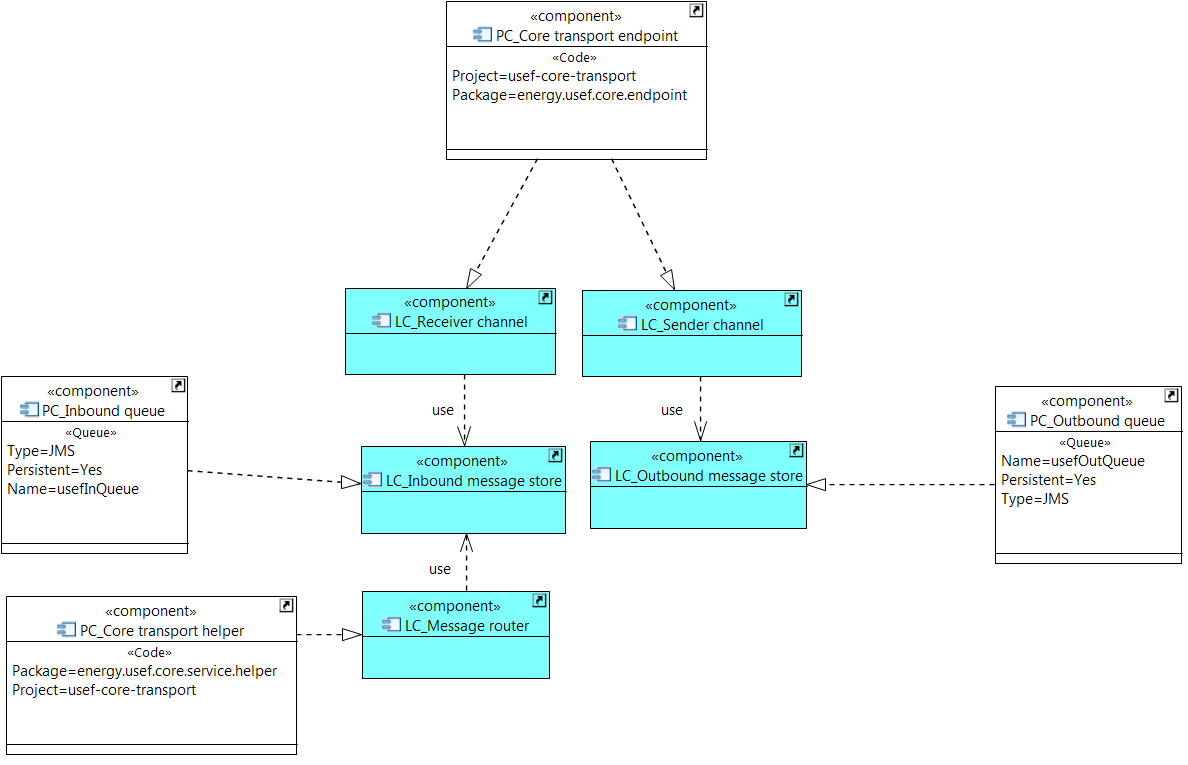 «component»
PC_Core transport endpoint
«Code»
Project=usef-core-transport
Package=energy.usef.core.endpoint
«component»
LC_Receiver channel
«component»
LC_Sender channel
use
use
«component»
PC_Inbound queue
«Queue»
Type=JMS
Persistent=Yes
Name=usefInQueue
«component»
LC_Inbound message store
«component»
LC_Outbound message store
«component»
PC_Outbound queue
«Queue»
Name=usefOutQueue
Persistent=Yes
Type=JMS
use
«component»
PC_Core transport helper
«Code»
Package=energy.usef.core.service.helper
Project=usef-core-transport
«component»
LC_Message router